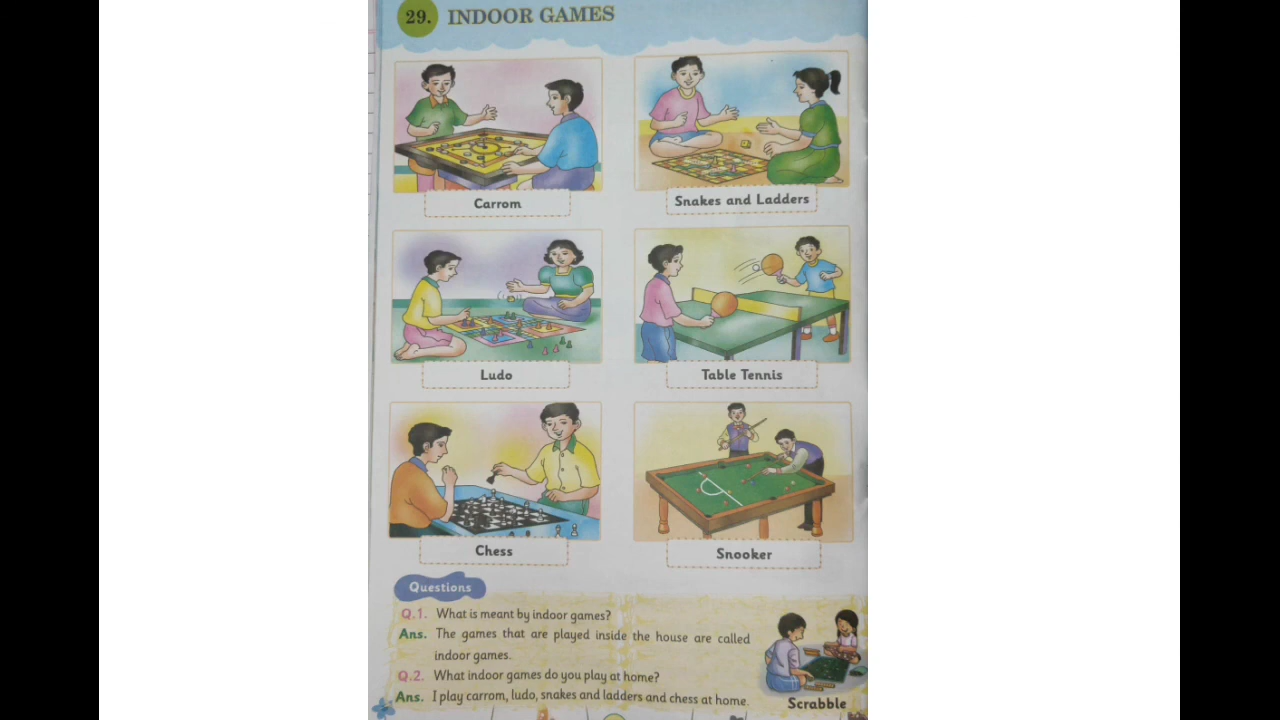 29. INDOOR GAMES
Carrom
Snakes and Ladders
Ludo
Table Tennis
Chess
Snooker
Questions
Q.1. What is meant by indoor games?
Ans. The games that are played inside the house are called
indoor games.
Q.2. What indoor games do you play at home?
Ans. I play carrom, ludo, snakes and ladders and chess at home.
Scrabble